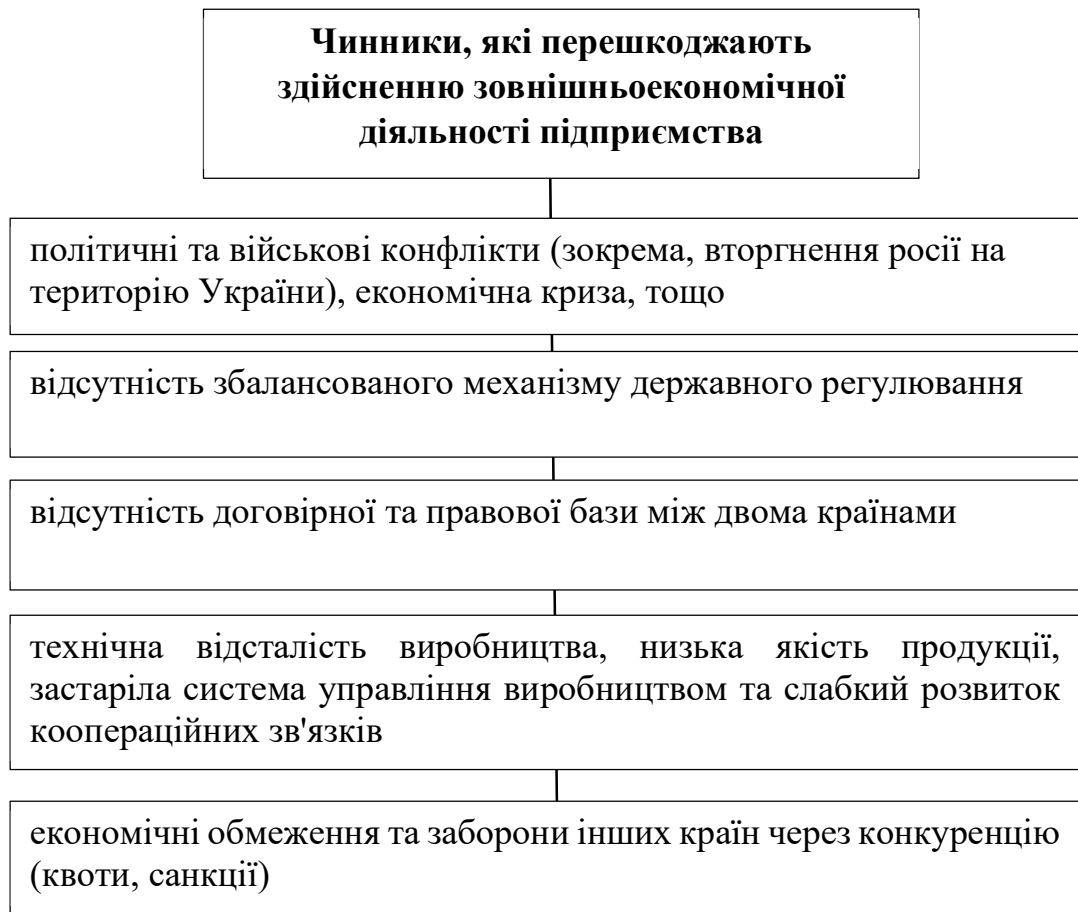 Чинники, які перешкоджають
здійсненню зовнішньоекономічної
діяльності підприємства
політичні та військові конфлікти (зокрема, вторгнення росії на
територію України), економічна криза, тощо
відсутність збалансованого механізму державного регулювання
відсутність договірної та правової бази між двома країнами
технічна відсталість виробництва, низька якість продукції,
застаріла система управління виробництвом та слабкий розвиток
коопераційних зв'язків
економічні обмеження та заборони інших країн через конкуренцію
(квоти, санкції)